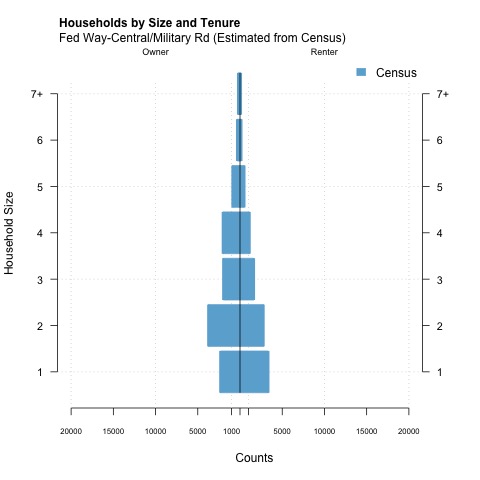 Households by Size and Tenure
Fed Way-Central/Military Rd (Estimated from Census)
Owner Renter
Census
7+ 7+
6 6
5 5
4 4
3 3
2 2
1 1
Household Size
20000 15000 10000 5000 1000 5000 10000 15000 20000
Counts